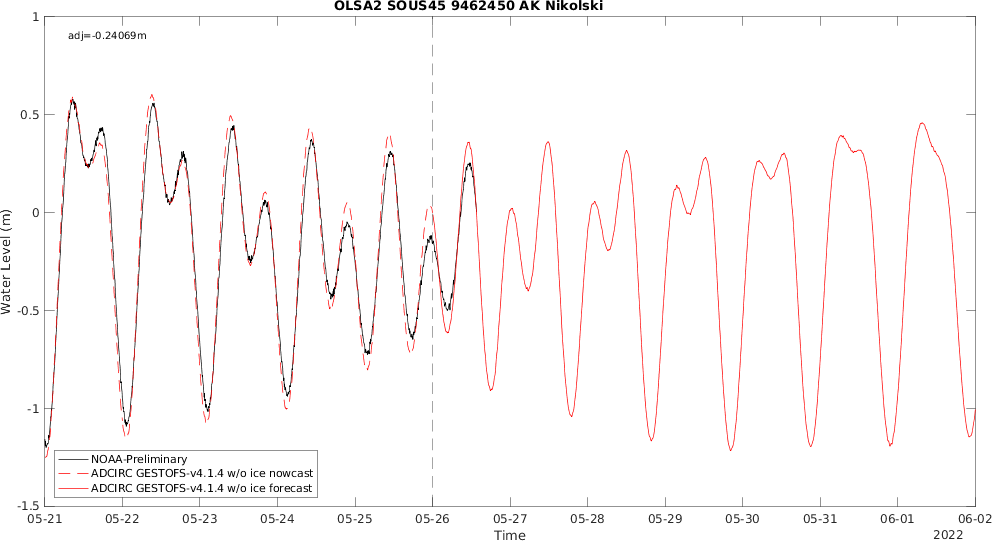 OLSA2 SOUS45 9462450 AK Nikolski
adj=-0.24069m
Water Level (m)
1
0.5
0
-0.5
-1
-1.5
NOAA-Preliminary
ADCIRC GESTOFS-v4.1.4 w/o ice nowcast
ADCIRC GESTOFS-v4.1.4 w/o ice forecast
05-21 05-22 05-23 05-24 05-25 05-26 05-27 05-28 05-29 05-30 05-31 06-01 06-02
Time
2022